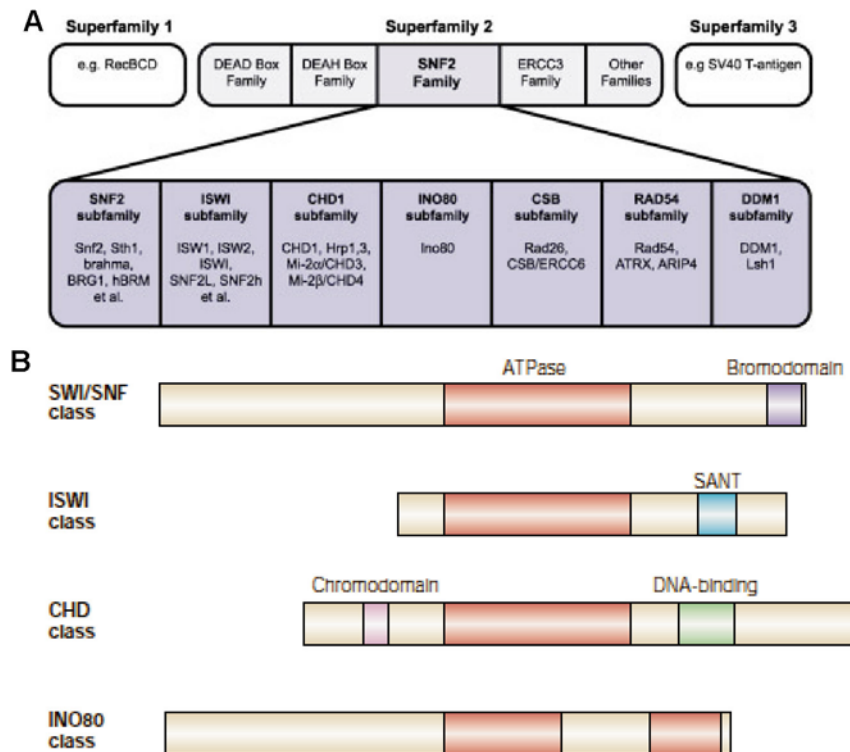 A
Superfamily 1
Superfamily 2
Superfamily 3
e.g. RecBCD
DEAD Box
Family
DEAH Box
Family
SNF2
Family
ERCC3
Family
Other
Families
e.g SV40 T-antigen
SNF2
subfamily
Snf2, Sth1,
brahma,
BRG1, hBRM
et al.
ISWI
subfamily
ISW1, ISW2,
ISWI,
SNF2L, SNF2h
et al.
CHD1
subfamily
CHD1, Hrp1,3,
Mi-2α/CHD3,
Mi-2β/CHD4
INO80
subfamily
Ino80
CSB
subfamily
Rad26,
CSB/ERCC6
RAD54
subfamily
Rad54,
ATRX, ARIP4
DDM1
subfamily
DDM1,
Lsh1
B
SWI/SNF
class
ATPase
Bromodomain
ISWI
class
SANT
CHD
class
Chromodomain
DNA-binding
INO80
class